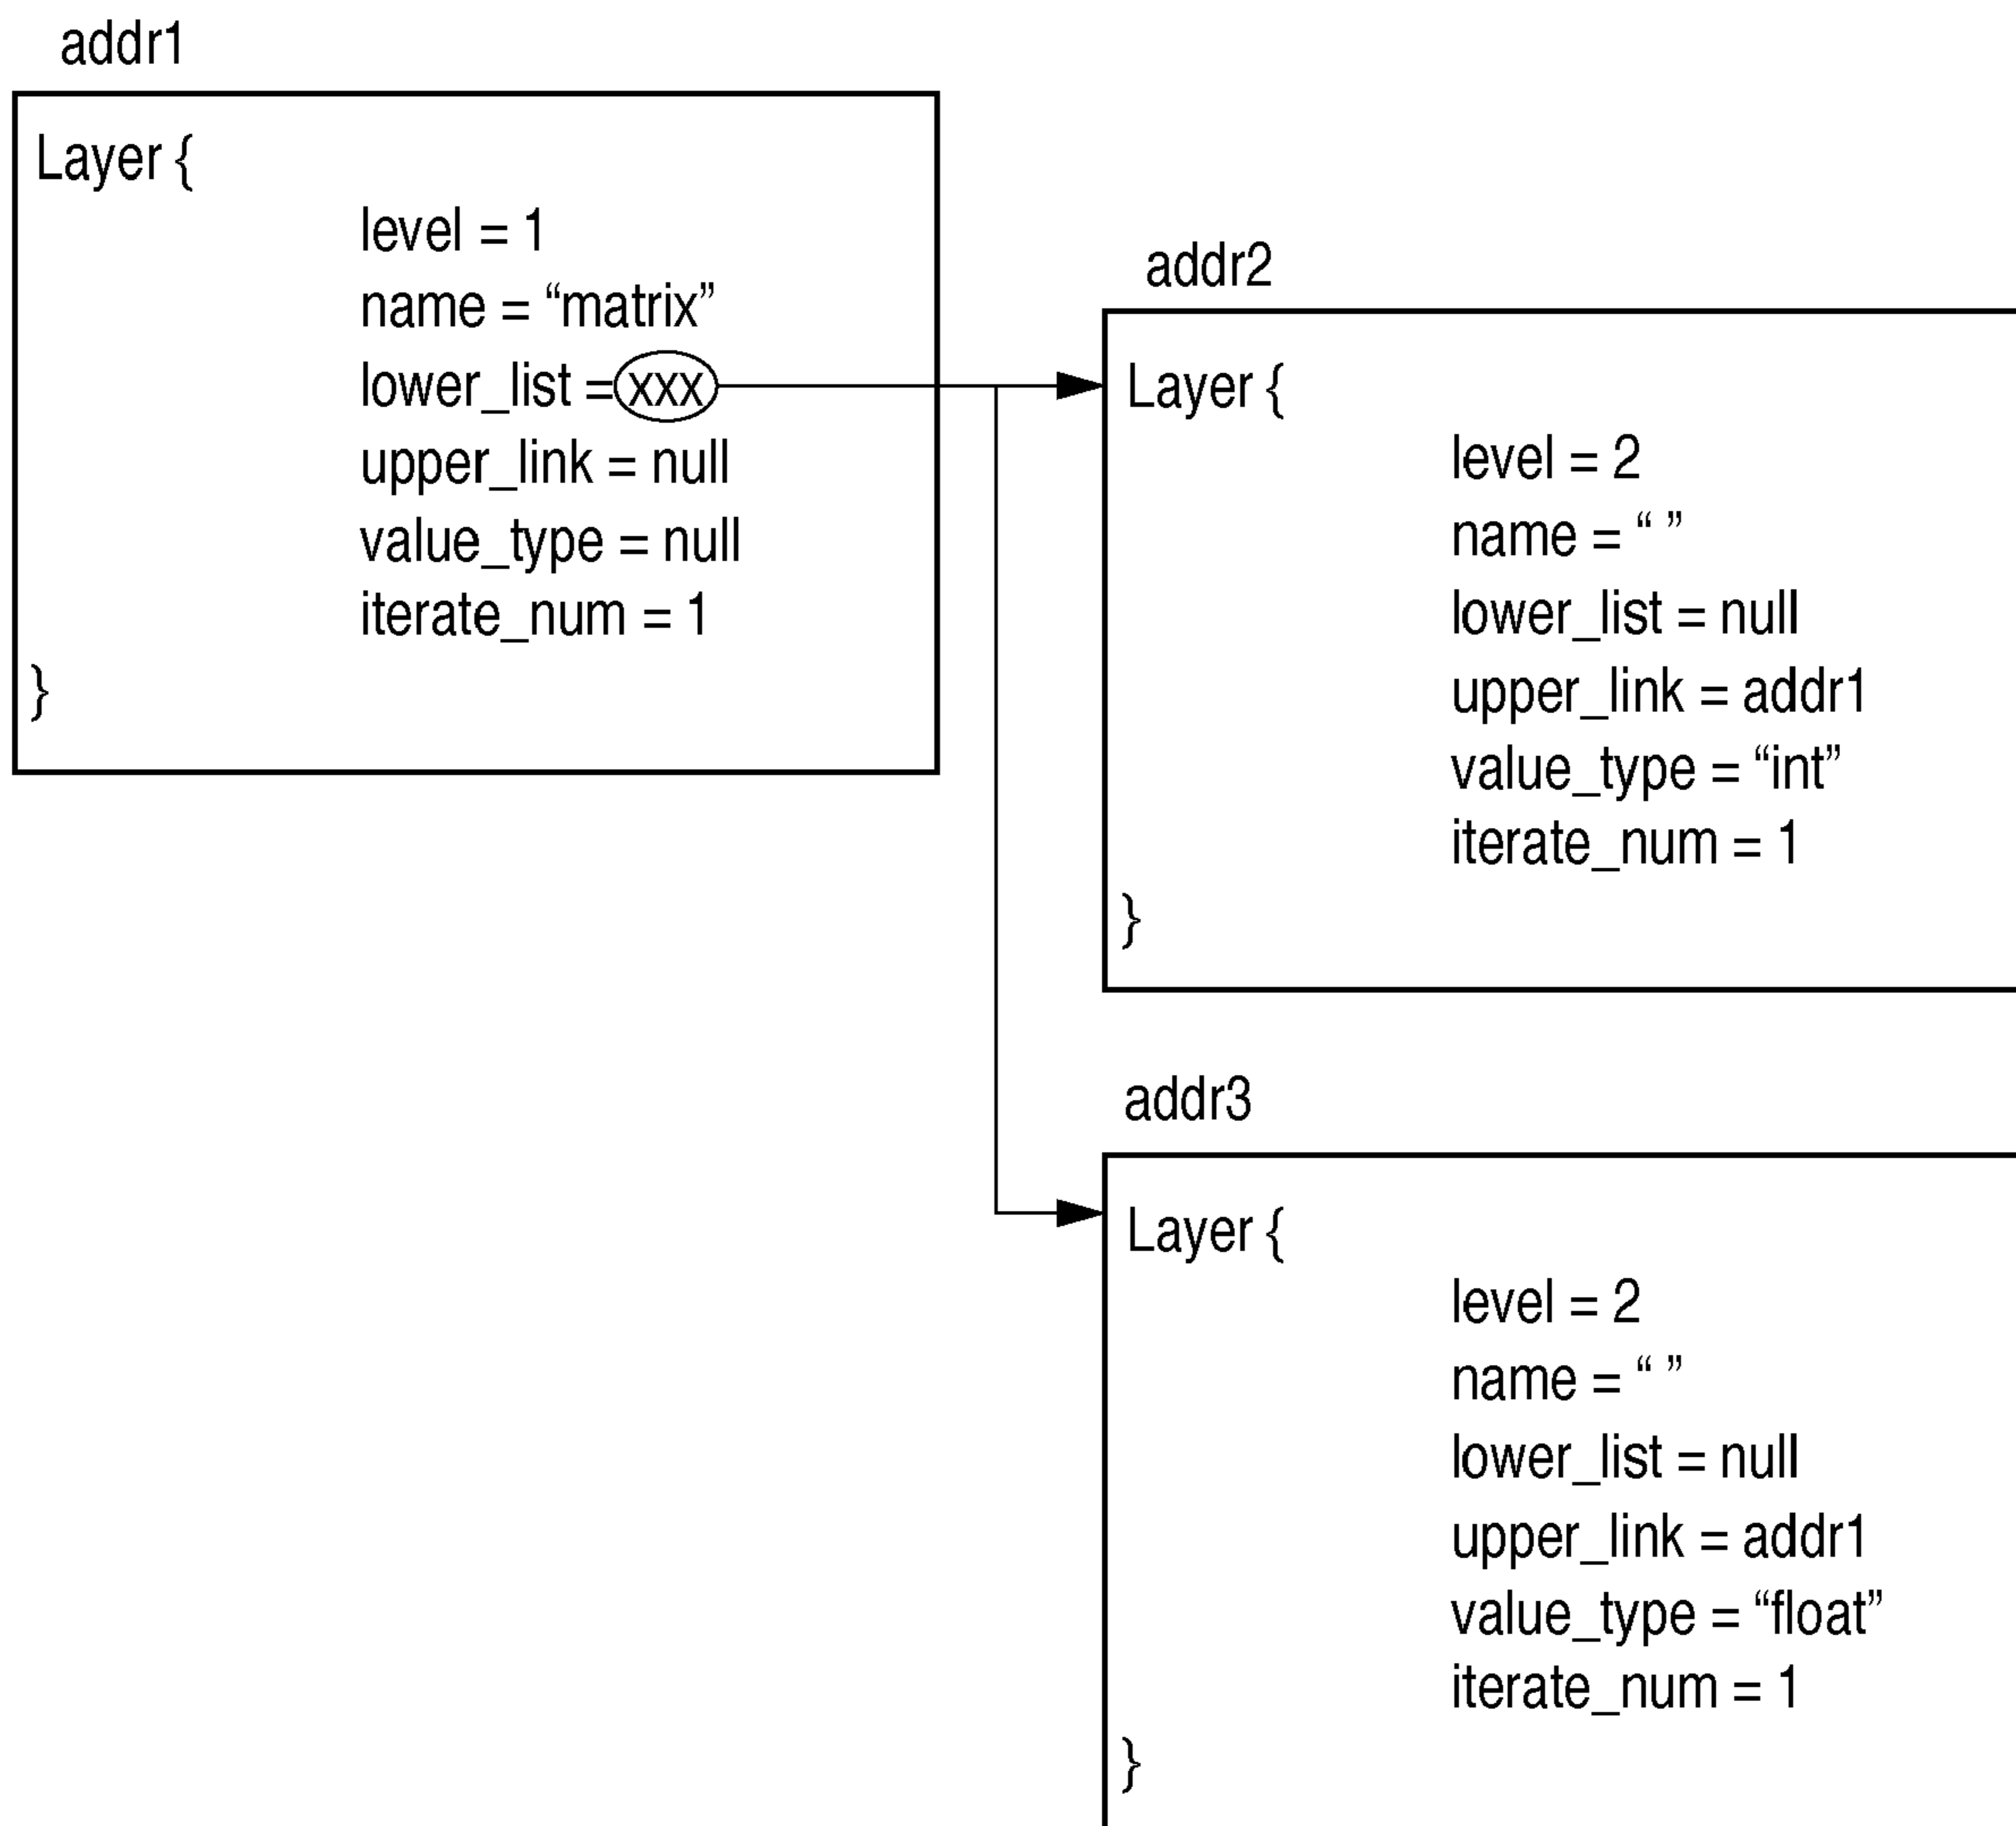 addr1
Layer {
level = 1
name = “matrix”
lower_list = xxx
upper_link = null
value_type = null
iterate_num = 1
}
addr2
Layer {
level = 2
name = “ ”
lower_list = null
upper_link = addr1
value_type = “int”
iterate_num = 1
}
addr3
Layer {
level = 2
name = “ ”
lower_list = null
upper_link = addr1
value_type = “float”
iterate_num = 1
}